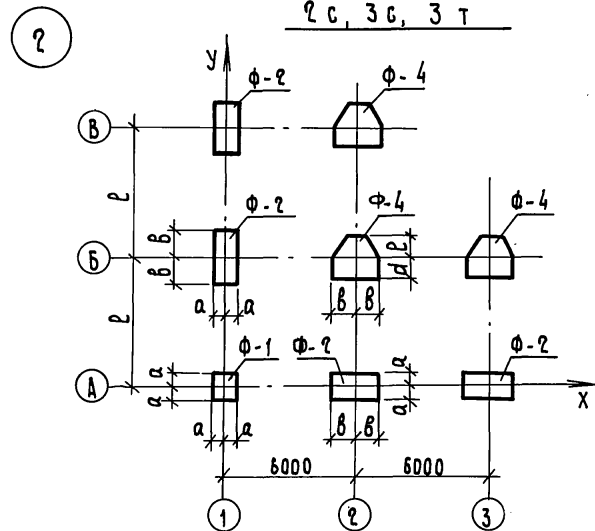 2
2 с, 3 с, 3 т
У
Ф-2
Ф-4
В
Ф-2
Ф-4
Ф-4
ℓ
в
в
е
d
Б
а
а
в
в
ℓ
Ф-1
Ф-2
Ф-2
А
а
а
а
а
Х
а
а
в
в
6000
6000
1
2
3